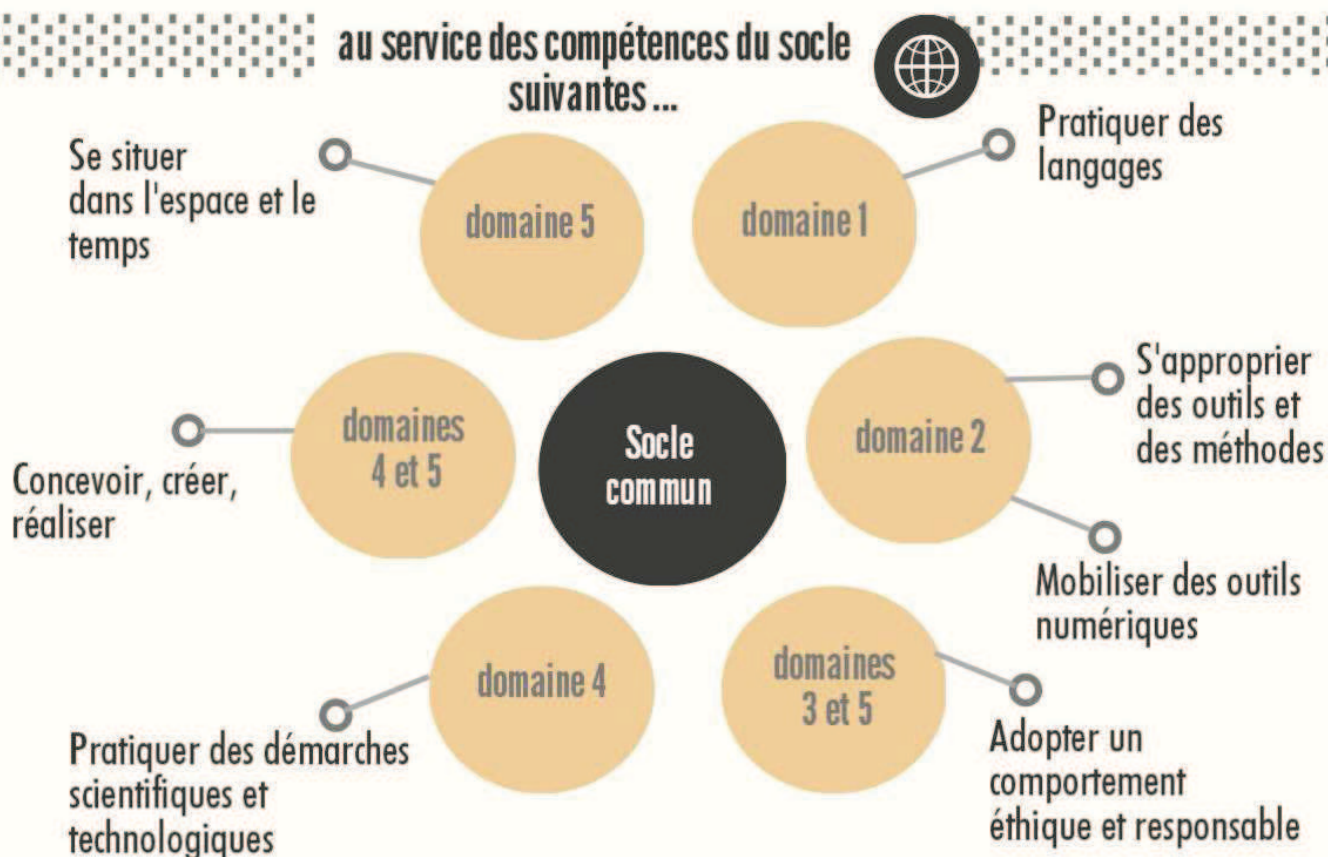 au service des compétences du socle
suivantes ...
Se situer
dans l'espace et le
temps
domaine 5
domaine 1
Pratiquer des
langages
domaines
4 et 5
Concevoir, créer,
réaliser
Socle
commun
domaine 2
S'approprier
des outils et
des méthodes
Mobiliser des outils
numériques
domaine 4
Pratiquer des démarches
scientifiques et
technologiques
domaines
3 et 5
Adopter un
comportement
éthique et responsable